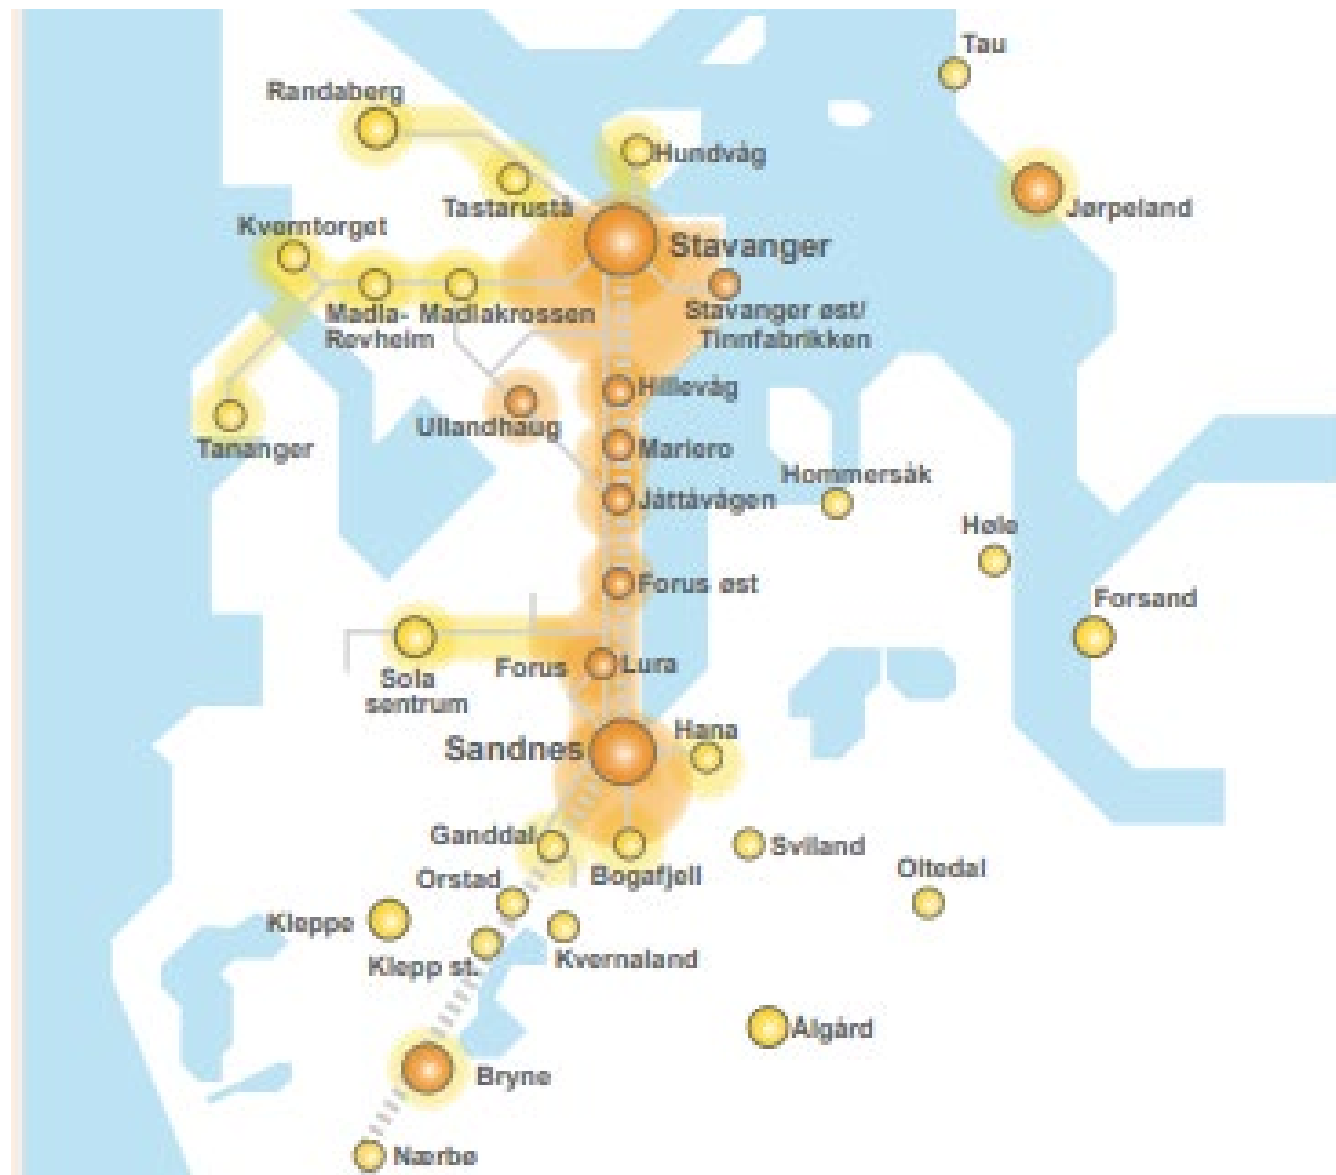 Tau
Randaberg
Hundvåg
Tastarustå
Jørpeland
Kverntorget
Stavanger
Madla-
Revheim
Madlakrossen
Stavanger øst/
Tinnfabrikken
Hillevåg
Ullandhaug
Mariero
Tananger
Hommersåk
Jåttåvågen
Høle
Forus øst
Forsand
Forus
Lura
Sola
sentrum
Hana
Sandnes
Ganddal
Sviland
Bogafjell
Oltedal
Orstad
Kleppe
Klepp st.
Kvernaland
Ålgård
Bryne
Nærbø